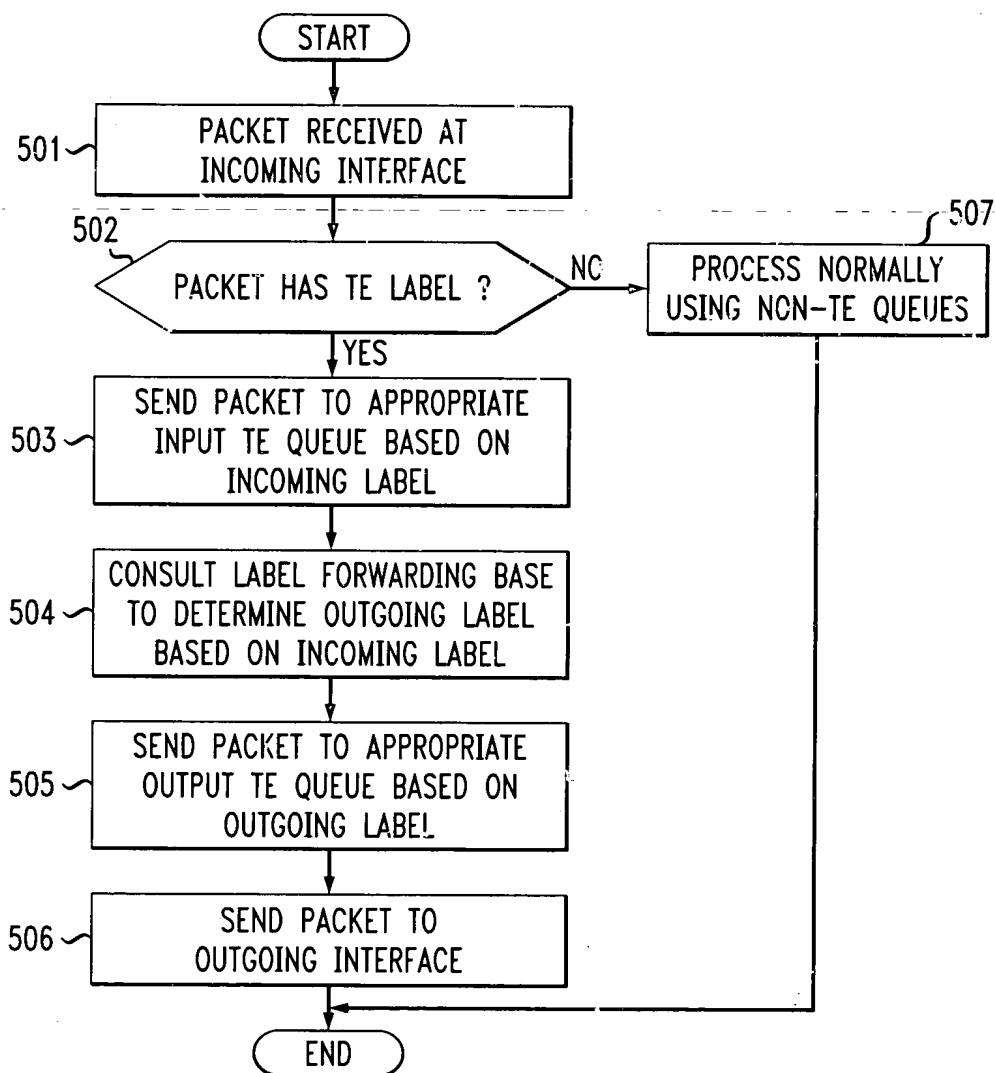 START
501
PACKET RECEIVED AT
INCOMING INTERFACE
502
PACKET HAS TE LABEL ?
NO
507
PROCESS NORMALLY
USING NON-TE QUEUES
YES
503
SEND PACKET TO APPROPRIATE
INPUT TE QUEUE BASED ON
INCOMING LABEL
504
CONSULT LABEL FORWARDING BASE
TO DETERMINE OUTGOING LABEL
BASED ON INCOMING LABEL
505
SEND PACKET TO APPROPRIATE
OUTPUT TE QUEUE BASED ON
OUTGOING LABEL
506
SEND PACKET TO
OUTGOING INTERFACE
END